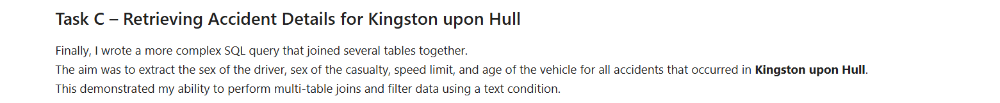 Task C – Retrieving Accident Details for Kingston upon Hull
Finally, I wrote a more complex SQL query that joined several tables together.
The aim was to extract the sex of the driver, sex of the casualty, speed limit, and age of the vehicle for all accidents that occurred in Kingston upon Hull.
This demonstrated my ability to perform multi-table joins and filter data using a text condition.